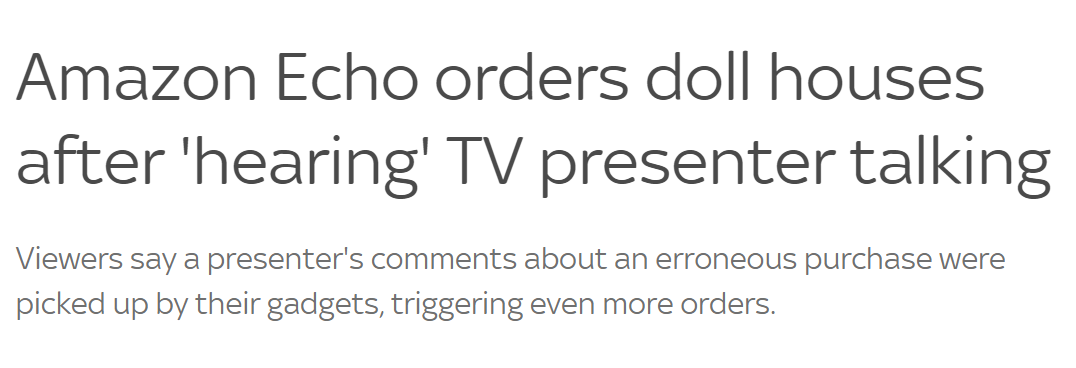 Amazon Echo orders doll houses
after 'hearing' TV presenter talking
Viewers say a presenter's comments about an erroneous purchase were
picked up by their gadgets, triggering even more orders.